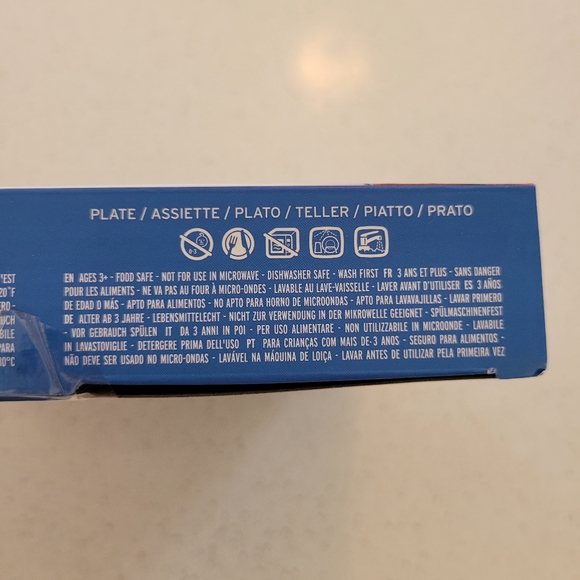 PLATE / ASSIETTE / PLATO / TELLER / PIATTO / PRATO
0-3
EN AGES 3+ - FOOD SAFE - NOT FOR USE IN MICROWAVE - DISHWASHER SAFE - WASH FIRST FR 3 ANS ET PLUS - SANS DANGER
POUR LES ALIMENTS - NE VA PAS AU FOUR À MICRO-ONDES - LAVABLE AU LAVE-VAISSELLE - LAVER AVANT D'UTILISER ES 3 AÑOS
DE EDAD O MÁS - APTO PARA ALIMENTOS - NO APTO PARA HORNO DE MICROONDAS - APTO PARA LAVAVAJILLAS - LAVAR PRIMERO
DE ALTER AB 3 JAHRE - LEBENSMITTELECHT - NICHT ZUR VERWENDUNG IN DER MIKROWELLE GEEIGNET - SPÜLMASCHINENFEST
- VOR GEBRAUCH SPÜLEN IT DA 3 ANNI IN POI - PER USO ALIMENTARE - NON UTILIZZABILE IN MICROONDE - LAVABILE
IN LAVASTOVIGLIE - DETERGERE PRIMA DELL'USO PT PARA CRIANÇAS COM MAIS DE-3 ANOS - SEGURO PARA ALIMENTOS -
NÃO DEVE SER USADO NO MICRO-ONDAS - LAVÁVEL NA MÁQUINA DE LOIÇA - LAVAR ANTES DE UTILIZAR PELA PRIMEIRA VEZ